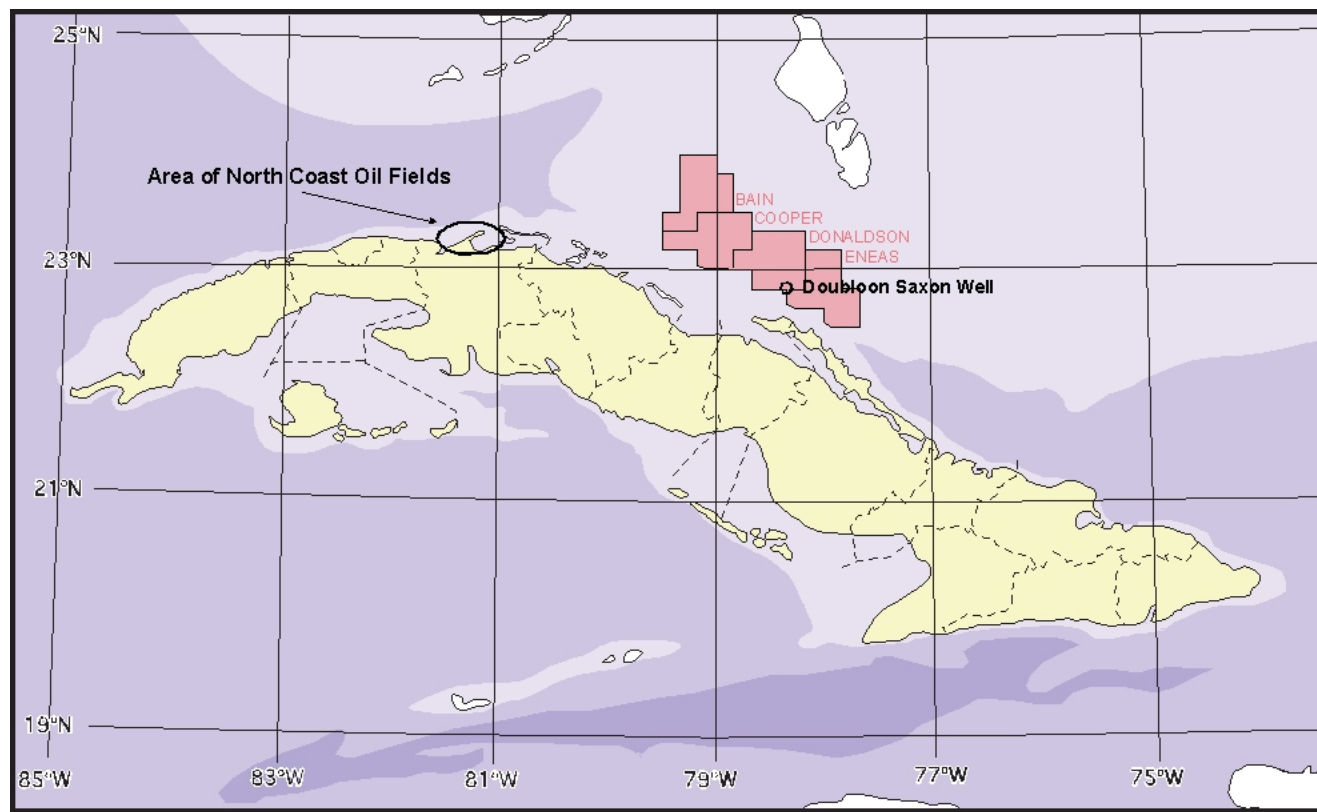 25°N
Area of North Coast Oil Fields
BAIN
COOPER
DONALDSON
23°N
ENEAS
Doubloon Saxon Well
21°N
19°N
85°W
83°W
81°W
79°W
77°W
75°W